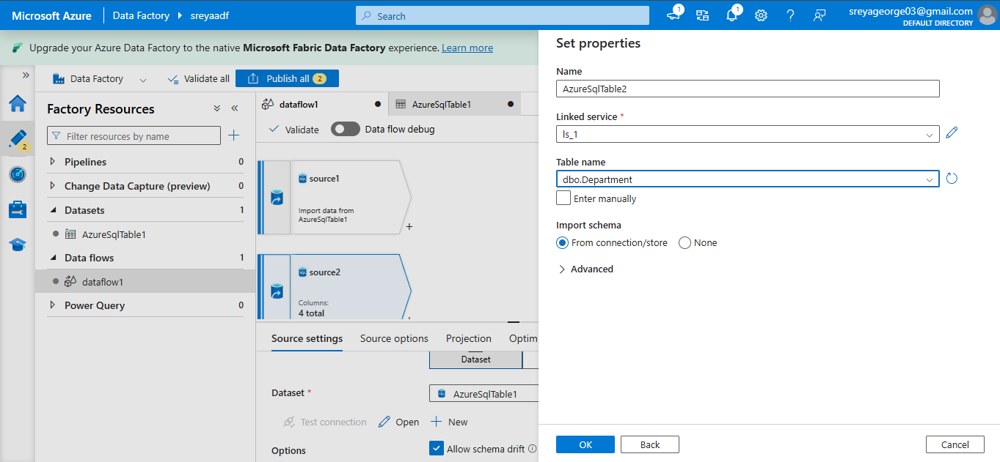 Microsoft Azure
Data Factory
sreyaadf
Search
1
1
sreyageorge03@gmail.com
DEFAULT DIRECTORY
Upgrade your Azure Data Factory to the native Microsoft Fabric Data Factory experience. Learn more
Data Factory
Validate all
Publish all 2
2
Factory Resources
Filter resources by name
Pipelines 0
Change Data Capture (preview) 0
Datasets 1
AzureSqlTable1
Data flows 1
dataflow1
Power Query 0
dataflow1
AzureSqlTable1
Validate
Data flow debug
source1
Import data from
AzureSqlTable1
+
source2
Columns:
4 total
Source settings
Source options
Projection
Optim
Dataset
Dataset *
AzureSqlTable1
Test connection
Open
New
Options
Allow schema drift
Set properties
Name
AzureSqlTable2
Linked service *
ls_1
Table name
dbo.Department
Enter manually
Import schema
From connection/store
None
Advanced
OK
Back
Cancel